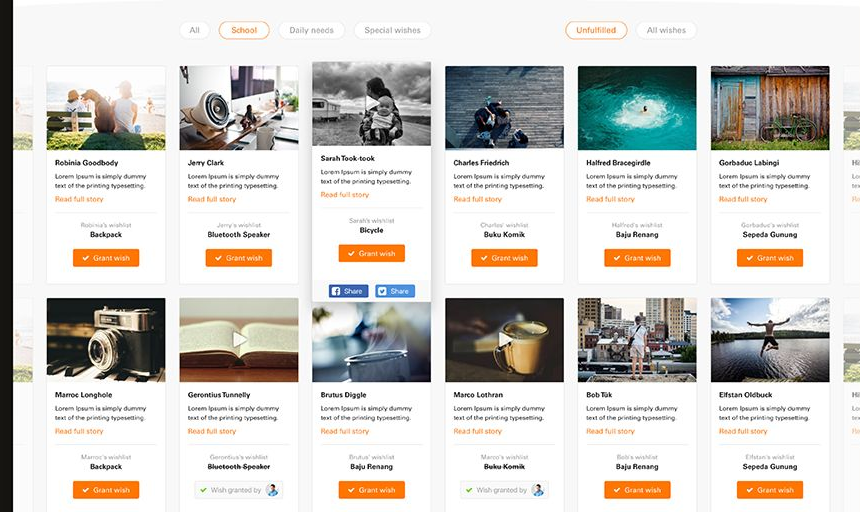 All School Daily needs Special wishes Unfulfilled All wishes
Robinia Goodbody
Lorem Ipsum is simply dummy
text of the printing typesetting.
Read full story
Robinia's wishlist
Backpack
Grant wish
Jerry Clark
Lorem Ipsum is simply dummy
text of the printing typesetting.
Read full story
Jerry's wishlist
Bluetooth Speaker
Grant wish
Sarah Took-took
Lorem Ipsum is simply dummy
text of the printing typesetting.
Read full story
Sarah's wishlist
Bicycle
Grant wish
Share Share
Charles Friedrich
Lorem Ipsum is simply dummy
text of the printing typesetting.
Read full story
Charles' wishlist
Buku Komik
Grant wish
Halfred Bracegirdle
Lorem Ipsum is simply dummy
text of the printing typesetting.
Read full story
Halfred's wishlist
Baju Renang
Grant wish
Gorbaduc Labingi
Lorem Ipsum is simply dummy
text of the printing typesetting.
Read full story
Gorbaduc's wishlist
Sepeda Gunung
Grant wish
Marroc Longhole
Lorem Ipsum is simply dummy
text of the printing typesetting.
Read full story
Marroc's wishlist
Backpack
Grant wish
Gerontius Tunnelly
Lorem Ipsum is simply dummy
text of the printing typesetting.
Read full story
Gerontius's wishlist
Bluetooth Speaker
Wish granted by
Brutus Diggle
Lorem Ipsum is simply dummy
text of the printing typesetting.
Read full story
Brutus' wishlist
Baju Renang
Grant wish
Marco Lothran
Lorem Ipsum is simply dummy
text of the printing typesetting.
Read full story
Marco's wishlist
Buku Komik
Wish granted by
Bob Tûk
Lorem Ipsum is simply dummy
text of the printing typesetting.
Read full story
Bob's wishlist
Baju Renang
Grant wish
Elfstan Oldbuck
Lorem Ipsum is simply dummy
text of the printing typesetting.
Read full story
Elfstan's wishlist
Sepeda Gunung
Grant wish